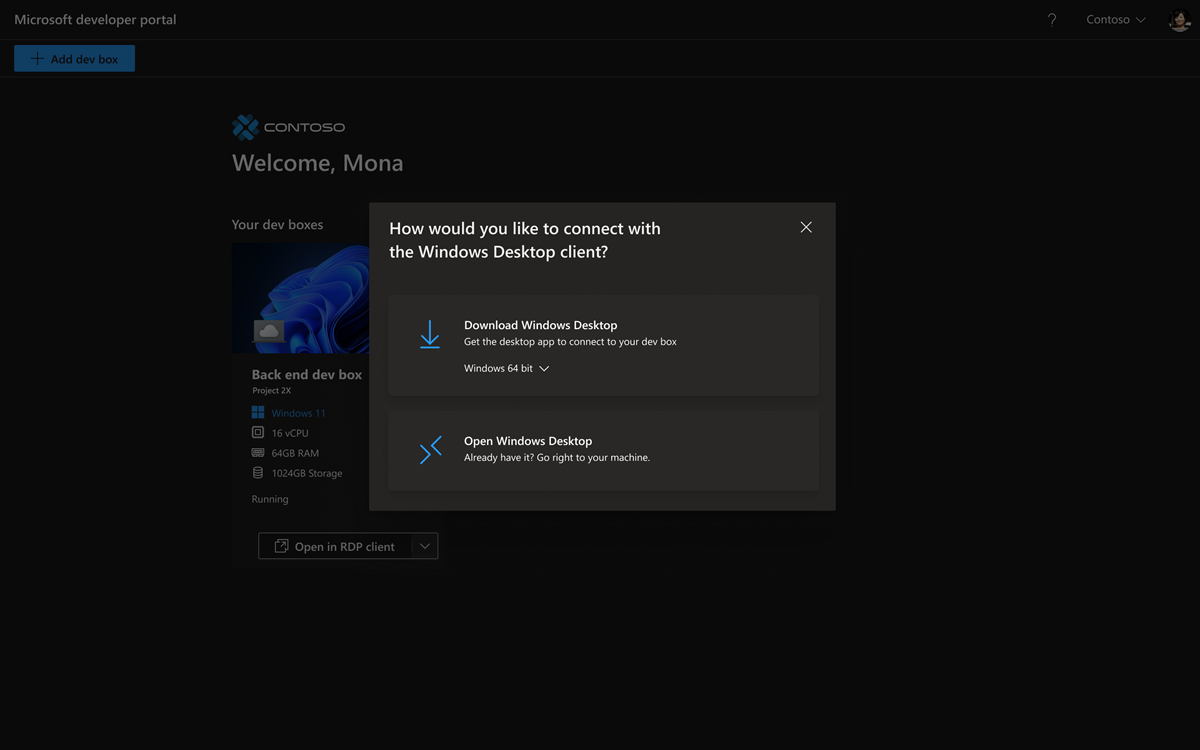 Microsoft developer portal
?
Contoso
Add dev box
CONTOSO
Welcome, Mona
Your dev boxes
How would you like to connect with
the Windows Desktop client?
Download Windows Desktop
Get the desktop app to connect to your dev box
Windows 64 bit
Open Windows Desktop
Already have it? Go right to your machine.
Back end dev box
Project 2X
Windows 11
16 vCPU
64GB RAM
1024GB Storage
Running
Open in RDP client